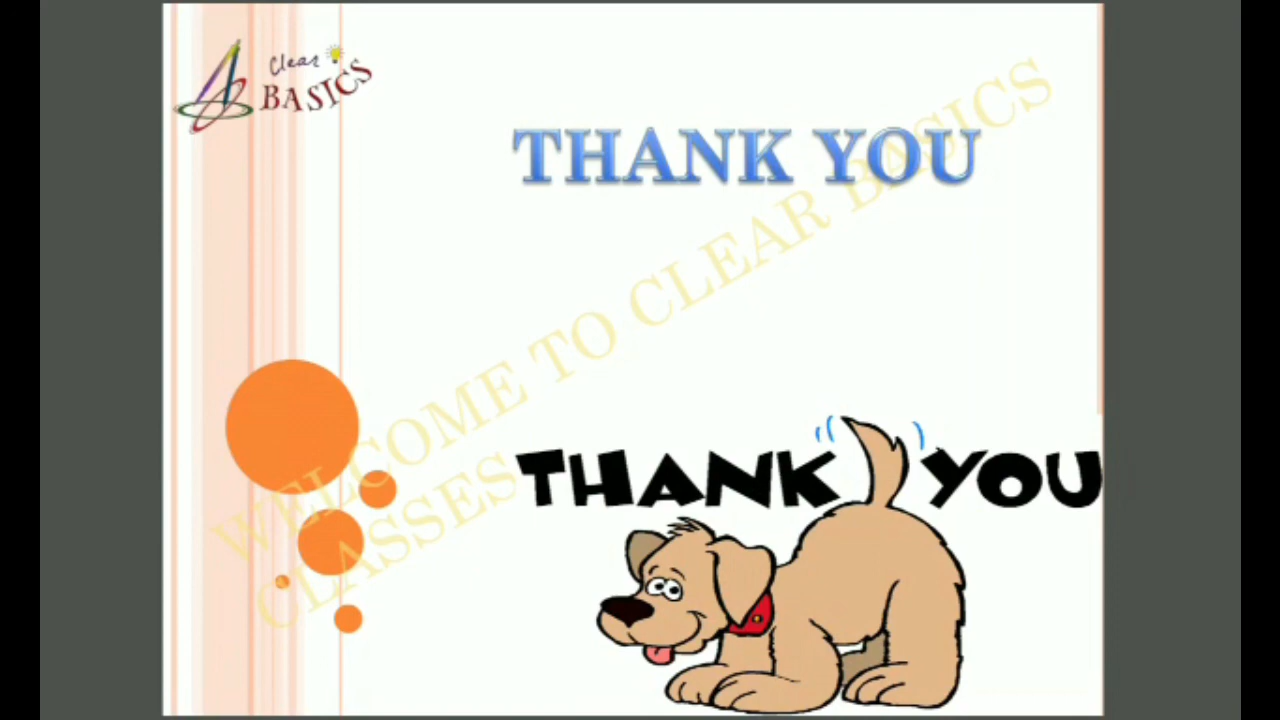 Clear
BASICS
THANK YOU
WELCOME TO CLEAR BASICS
CLASSES
THANK YOU